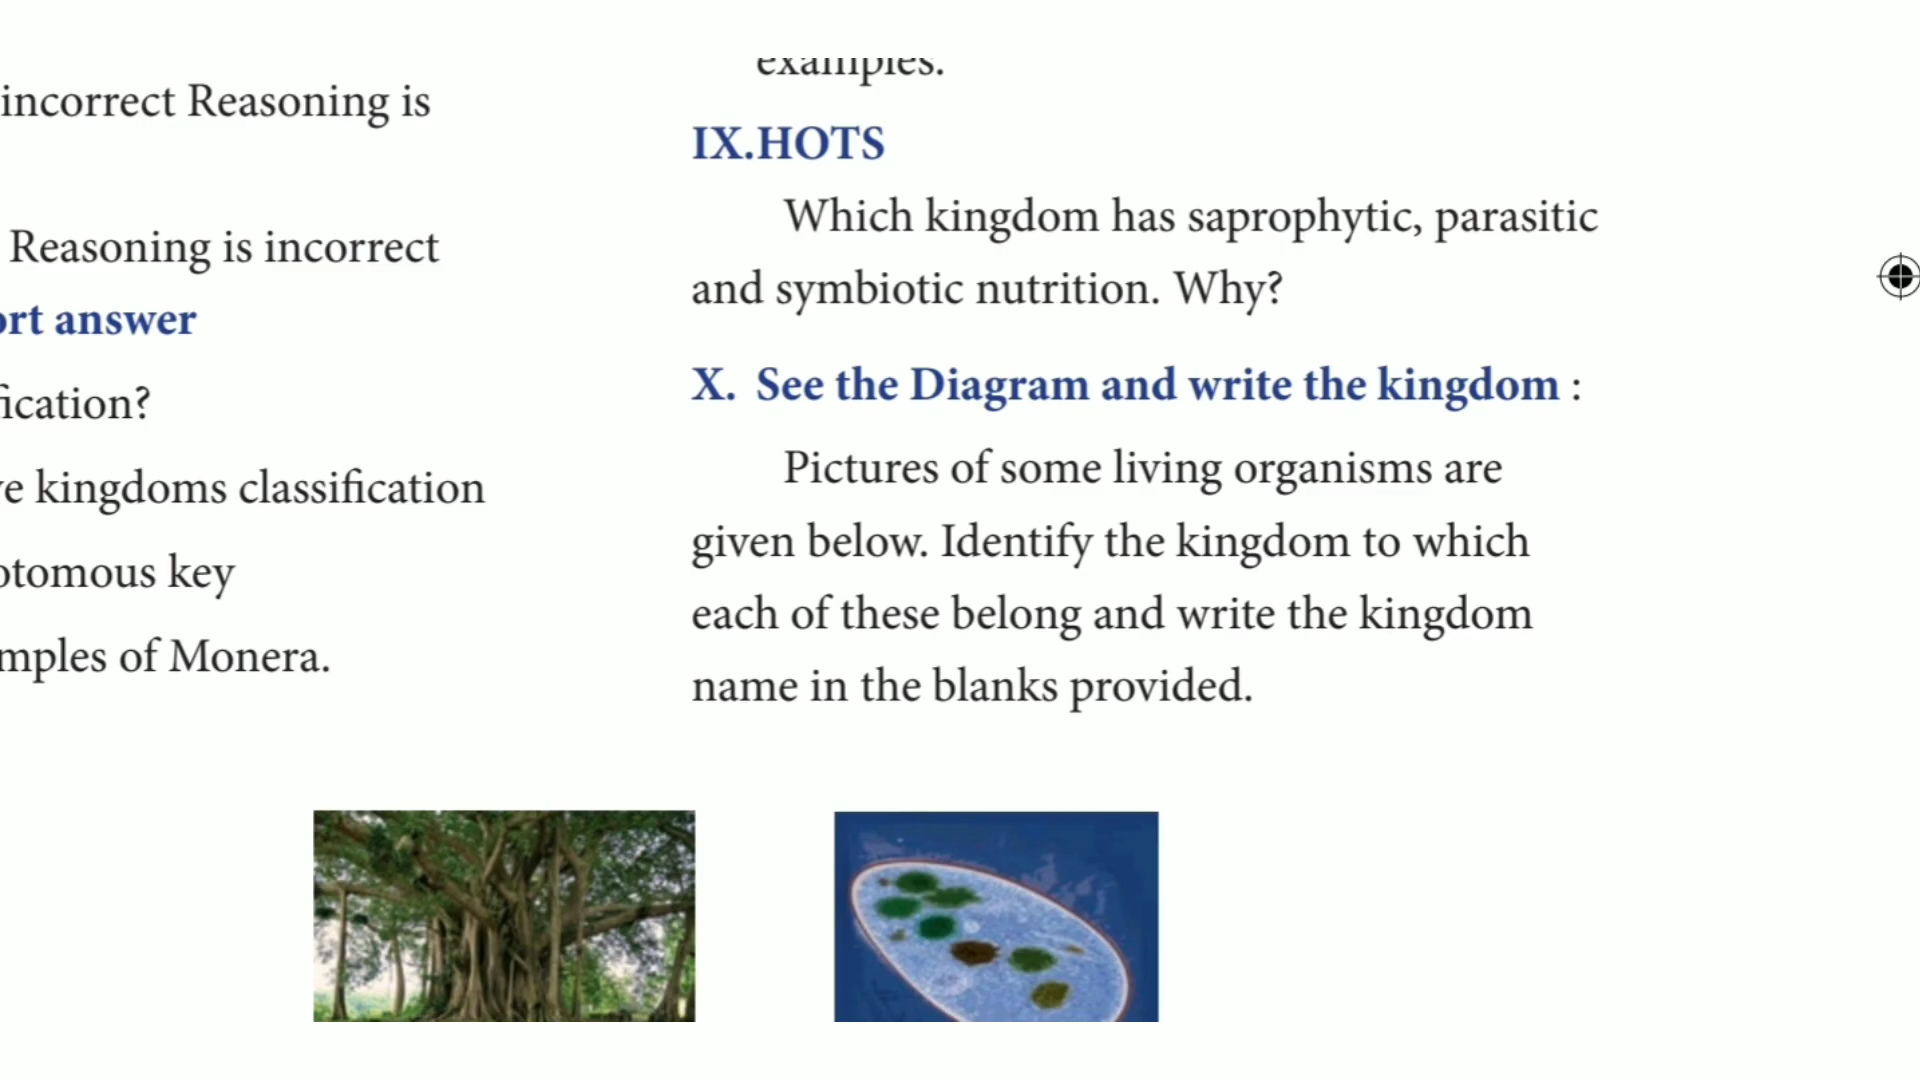 incorrect Reasoning is
Reasoning is incorrect
ort answer
fication?
e kingdoms classification
otomous key
mples of Monera.
examples.
IX.HOTS
Which kingdom has saprophytic, parasitic
and symbiotic nutrition. Why?
X. See the Diagram and write the kingdom :
Pictures of some living organisms are
given below. Identify the kingdom to which
each of these belong and write the kingdom
name in the blanks provided.